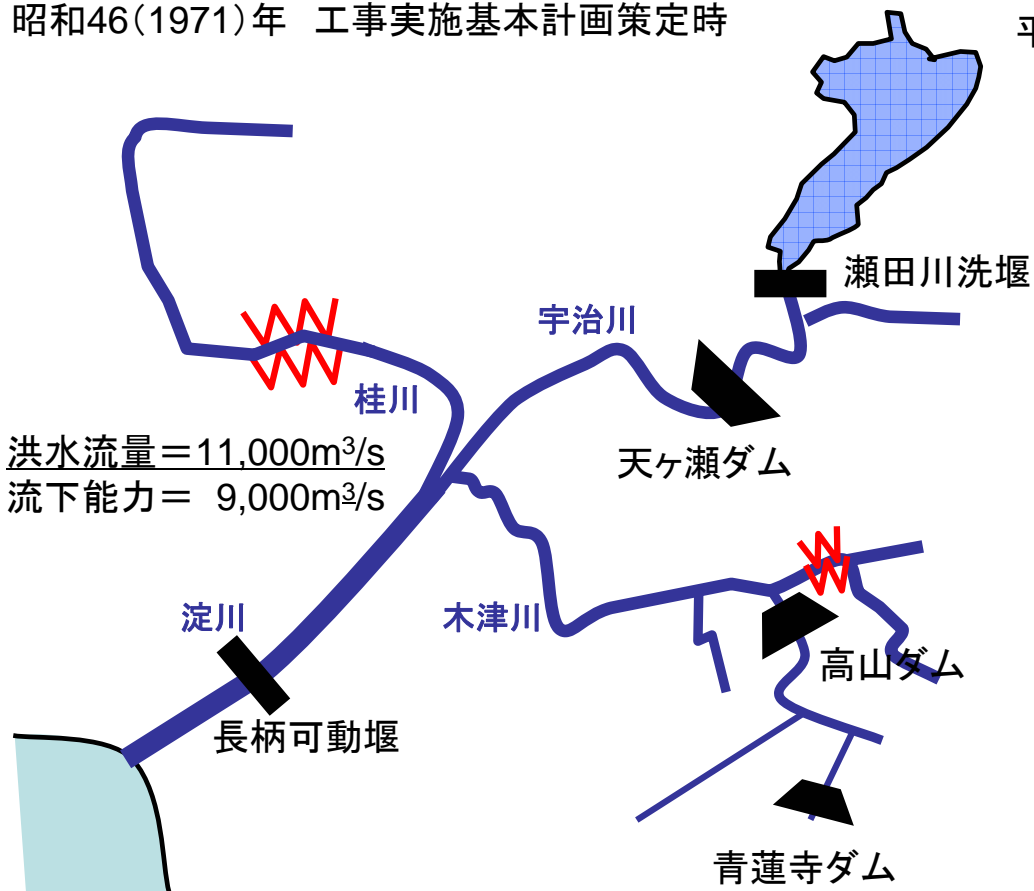 昭和46(1971)年 工事実施基本計画策定時
平
瀬田川洗堰
宇治川
桂川
天ヶ瀬ダム
洪水流量=11,000m³/s
流下能力= 9,000m³/s
淀川
木津川
高山ダム
長柄可動堰
青蓮寺ダム